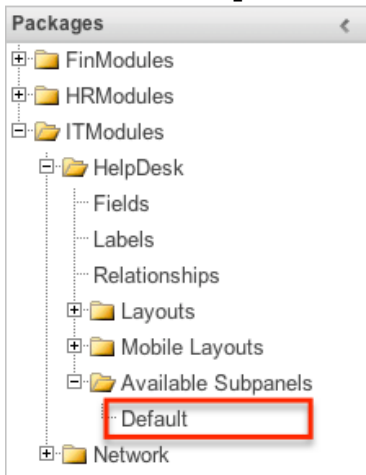 Packages
FinModules
HRModules
ITModules
HelpDesk
Fields
Labels
Relationships
Layouts
Mobile Layouts
Available Subpanels
Default
Network